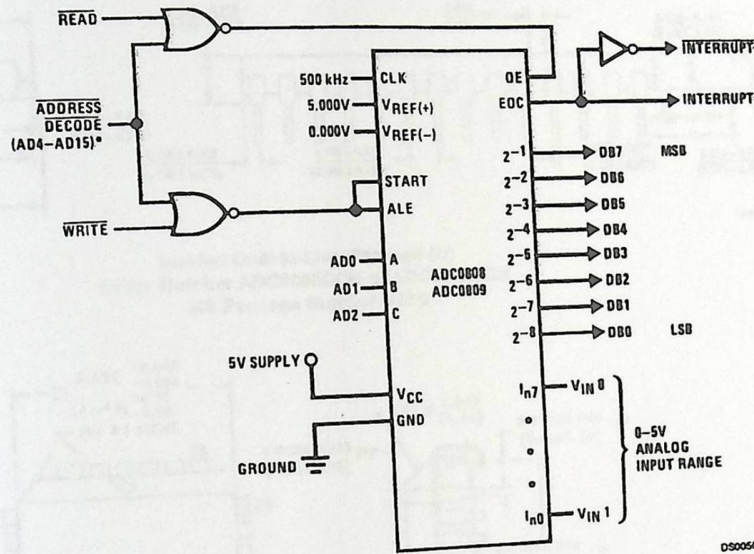 READ
ADDRESS
DECODE
(AD4–AD15)*
WRITE
500 kHz
5.000V
0.000V
CLK
VREF(+)
VREF(−)
START
ALE
AD0
AD1
AD2
A
B
C
5V SUPPLY
VCC
GND
GROUND
ADC0808
ADC0809
OE
EOC
INTERRUPT
INTERRUPT
2−1 DB7 MSB
2−2 DB6
2−3 DB5
2−4 DB4
2−5 DB3
2−6 DB2
2−7 DB1
2−8 DB0 LSB
In7 VIN 0
In0 VIN 1
0–5V
ANALOG
INPUT RANGE